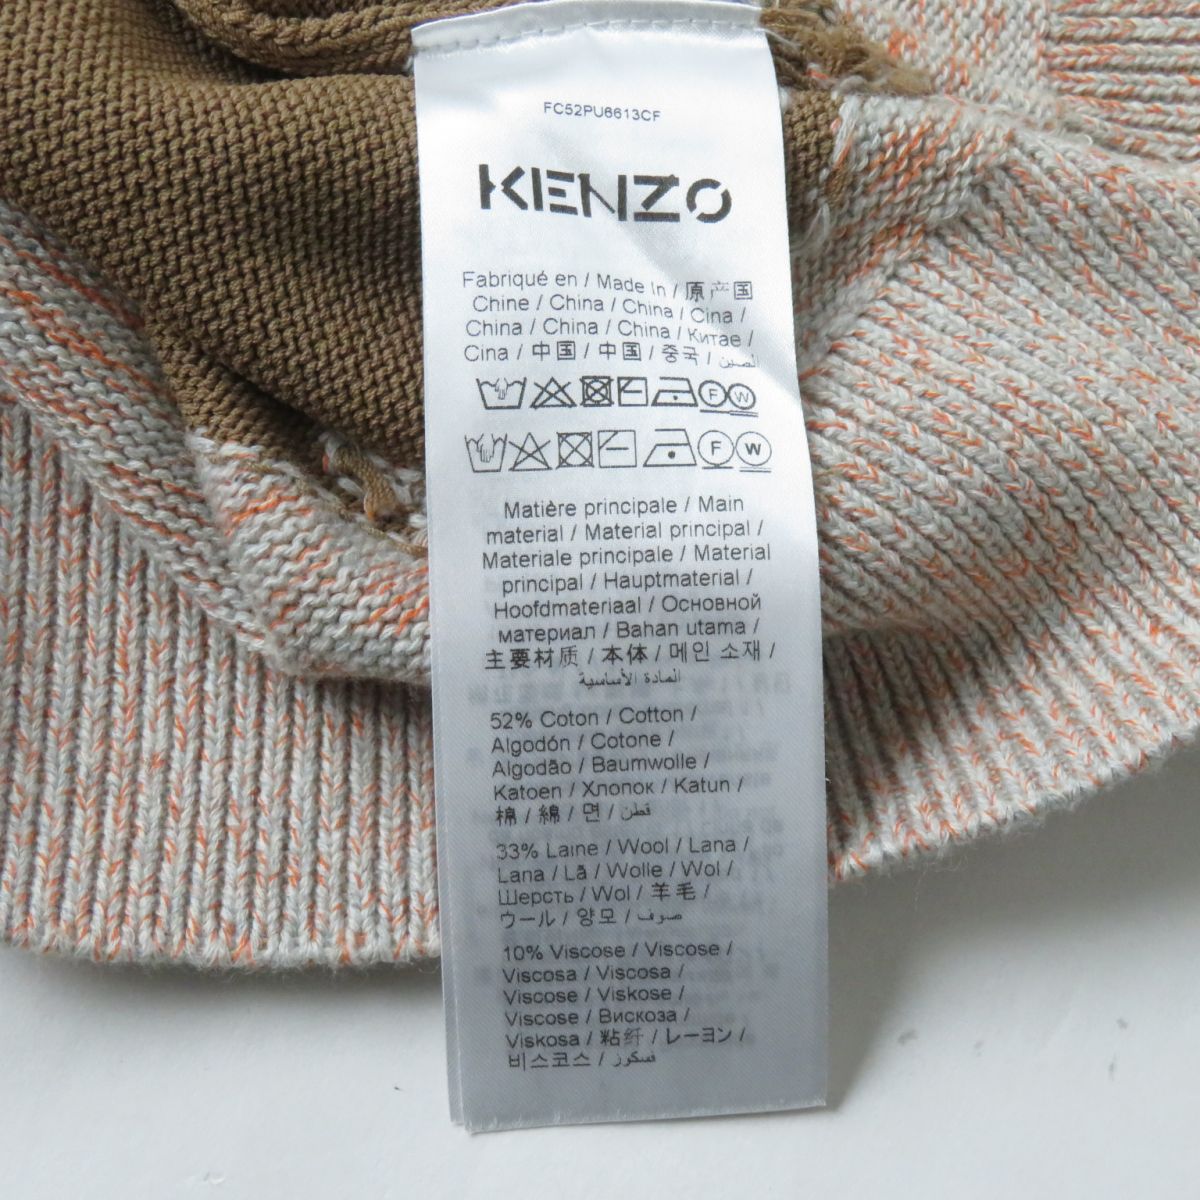 FC52PU6613CF
KENZO
Fabriqué en / Made In / 原产国
Chine / China / China / Cina /
China / China / China / Китае /
Cina / 中国 / 中国 / 중국 / الصين
F W
F W
Matière principale / Main
material / Material principal /
Materiale principale / Material
principal / Hauptmaterial /
Hoofdmateriaal / Основной
материал / Bahan utama /
主要材质 / 本体 / 메인 소재 /
المادة الأساسية
52% Coton / Cotton /
Algodón / Cotone /
Algodão / Baumwolle /
Katoen / Хлопок / Katun /
棉 / 綿 / 면 / قطن
33% Laine / Wool / Lana /
Lana / Lã / Wolle / Wol /
Шерсть / Wol / 羊毛 /
ウール / 양모 / صوف
10% Viscose / Viscose /
Viscosa / Viscosa /
Viscose / Viskose /
Viscose / Вискоза /
Viskosa / 粘纤 / レーヨン /
비스코스 / فسكوز